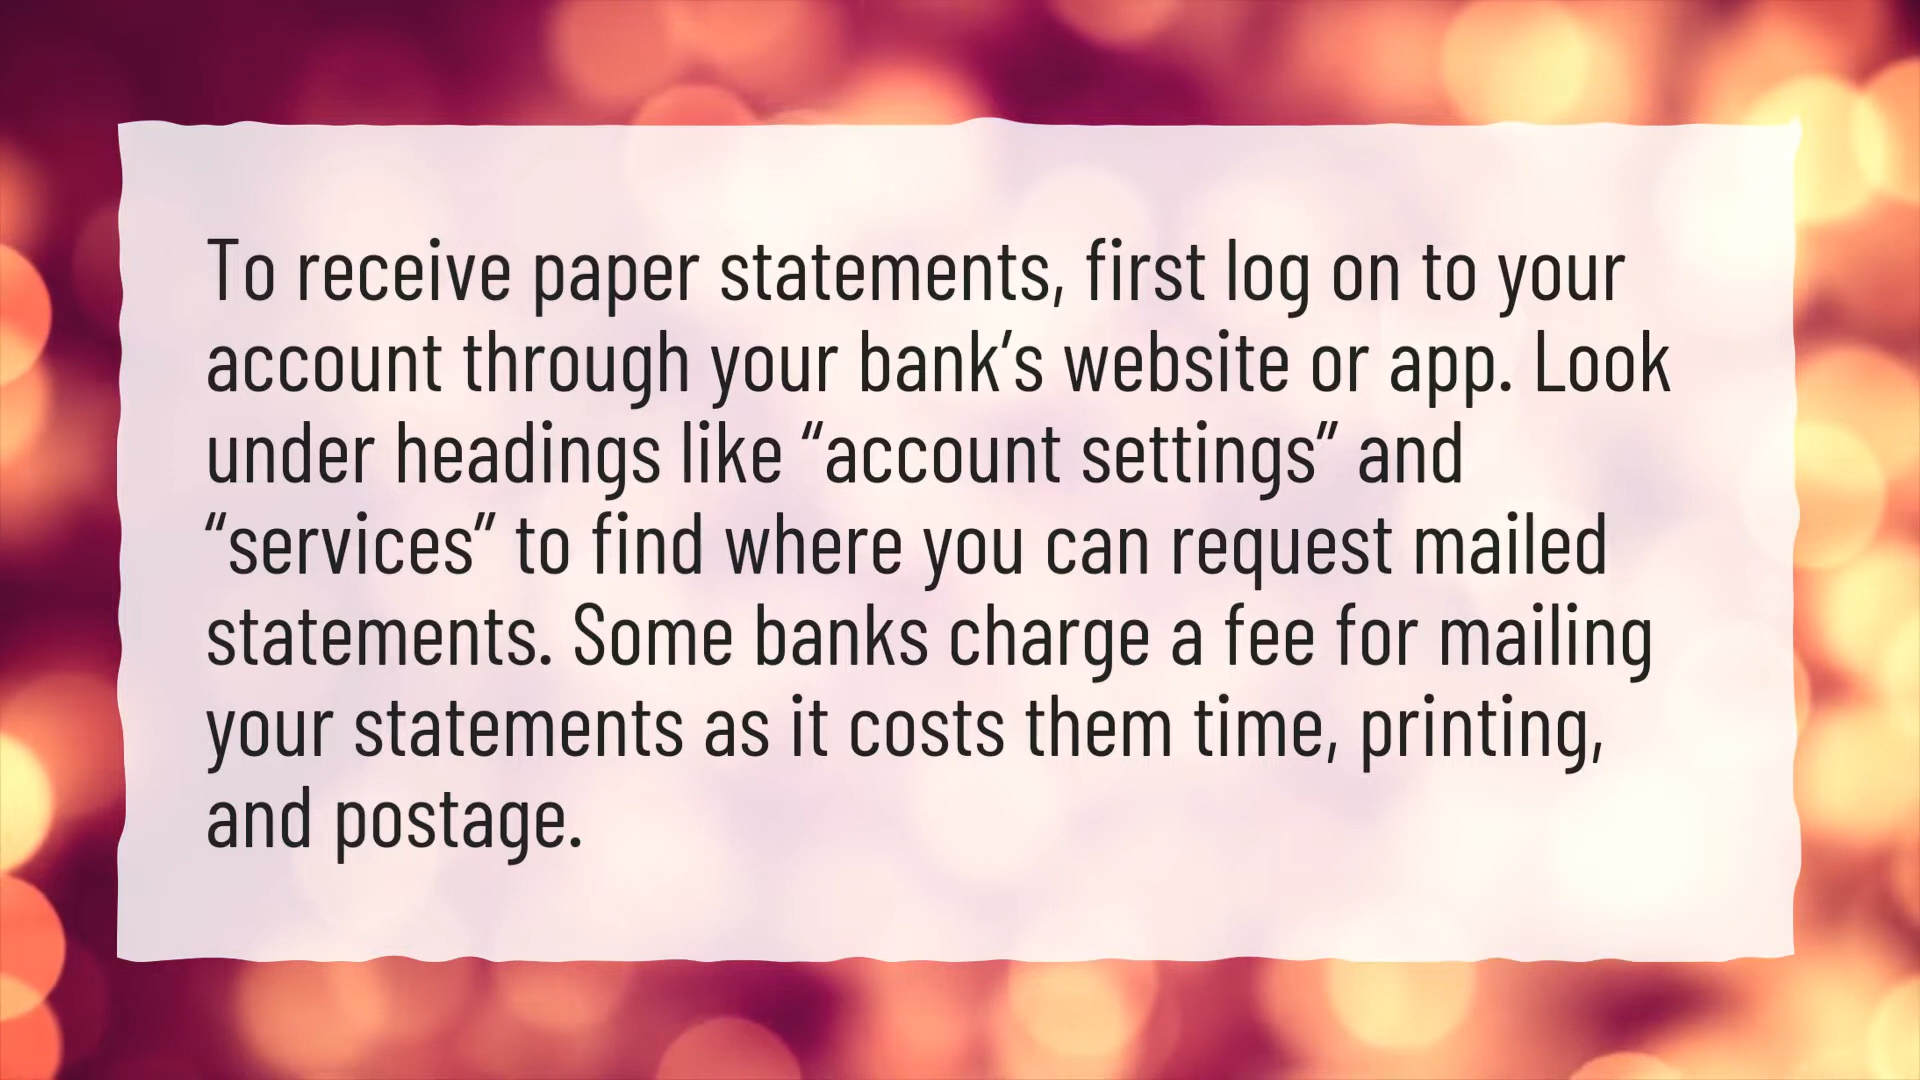 To receive paper statements, first log on to your
account through your bank’s website or app. Look
under headings like “account settings” and
“services” to find where you can request mailed
statements. Some banks charge a fee for mailing
your statements as it costs them time, printing,
and postage.